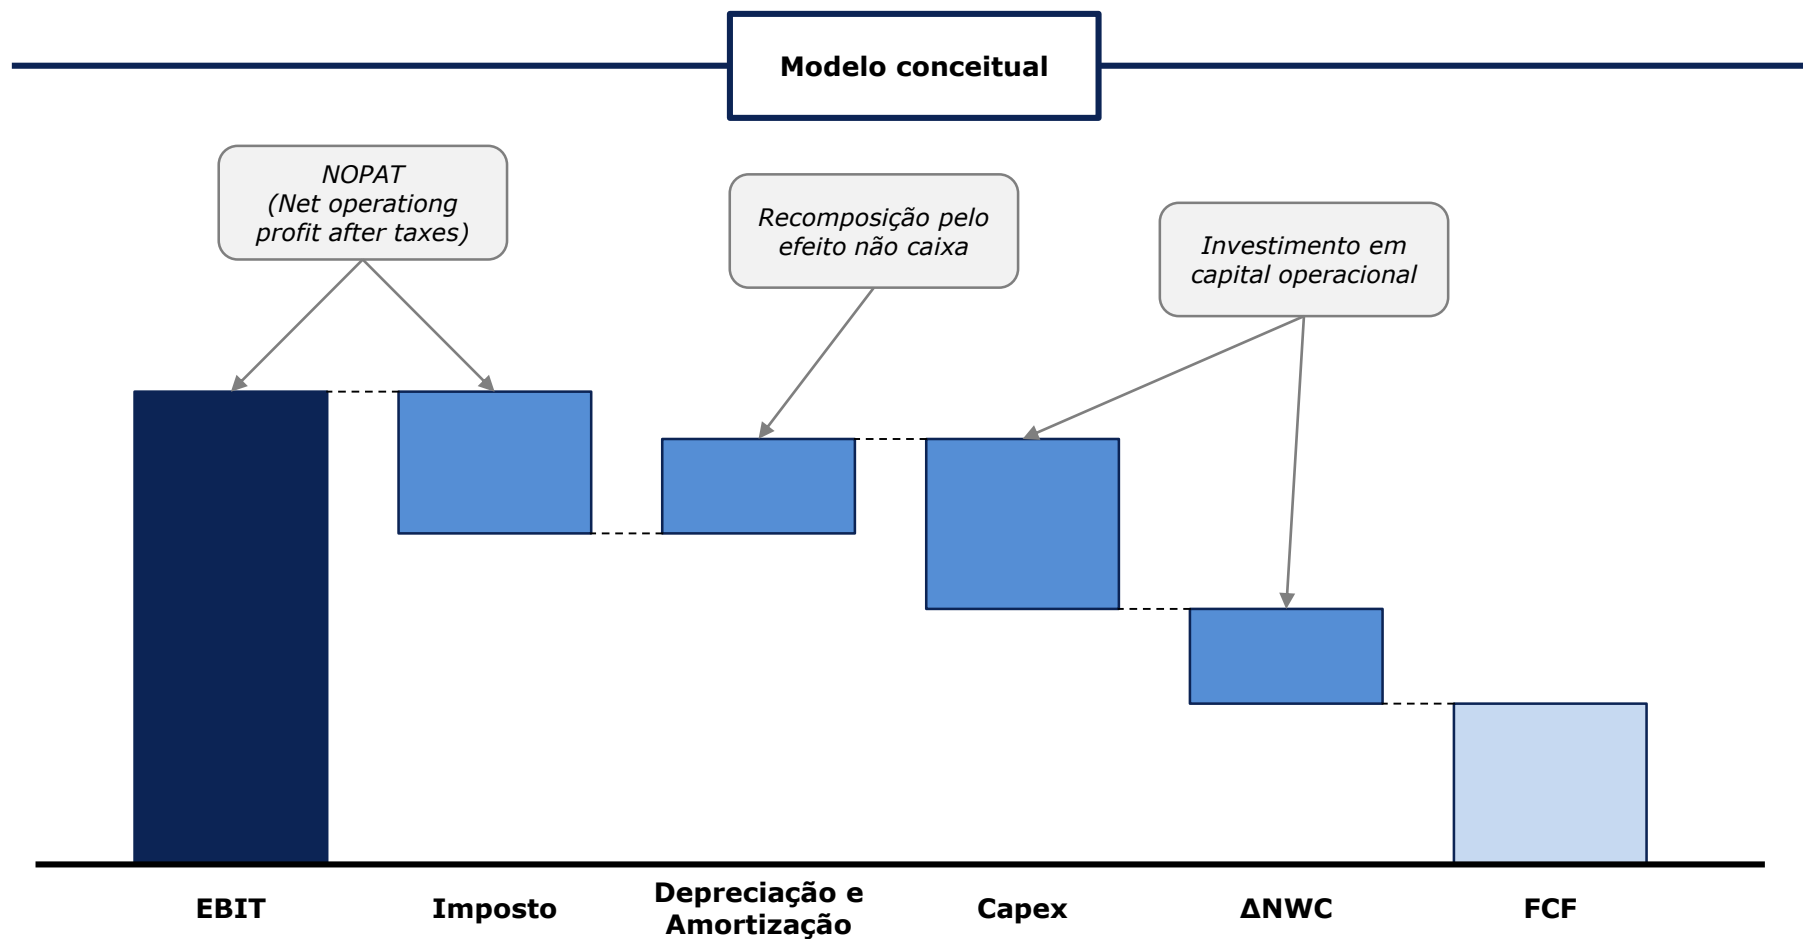 Modelo conceitual
NOPAT
(Net operationg
profit after taxes)
Recomposição pelo
efeito não caixa
Investimento em
capital operacional
EBIT
Imposto
Depreciação e
Amortização
Capex
ΔNWC
FCF